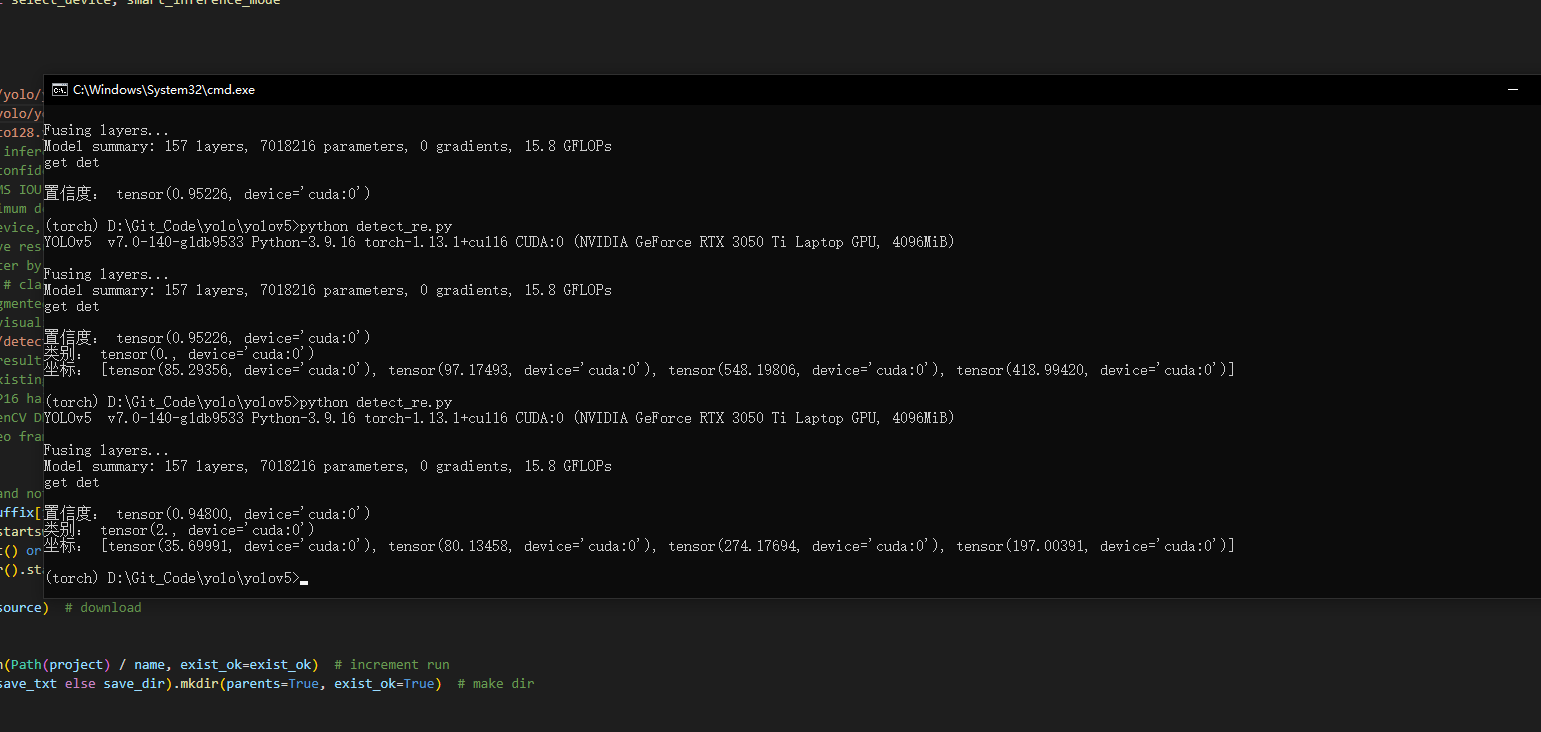 select_device, smart_inference_mode
C:\Windows\System32\cmd.exe
Fusing layers...
Model summary: 157 layers, 7018216 parameters, 0 gradients, 15.8 GFLOPs
get det
置信度： tensor(0.95226, device='cuda:0')
(torch) D:\Git_Code\yolo\yolov5>python detect_re.py
YOLOv5  v7.0-140-g1db9533 Python-3.9.16 torch-1.13.1+cu116 CUDA:0 (NVIDIA GeForce RTX 3050 Ti Laptop GPU, 4096MiB)
Fusing layers...
Model summary: 157 layers, 7018216 parameters, 0 gradients, 15.8 GFLOPs
get det
置信度： tensor(0.95226, device='cuda:0')
类别： tensor(0., device='cuda:0')
坐标： [tensor(85.29356, device='cuda:0'), tensor(97.17493, device='cuda:0'), tensor(548.19806, device='cuda:0'), tensor(418.99420, device='cuda:0')]
(torch) D:\Git_Code\yolo\yolov5>python detect_re.py
YOLOv5  v7.0-140-g1db9533 Python-3.9.16 torch-1.13.1+cu116 CUDA:0 (NVIDIA GeForce RTX 3050 Ti Laptop GPU, 4096MiB)
Fusing layers...
Model summary: 157 layers, 7018216 parameters, 0 gradients, 15.8 GFLOPs
get det
置信度： tensor(0.94800, device='cuda:0')
类别： tensor(2., device='cuda:0')
坐标： [tensor(35.69991, device='cuda:0'), tensor(80.13458, device='cuda:0'), tensor(274.17694, device='cuda:0'), tensor(197.00391, device='cuda:0')]
(torch) D:\Git_Code\yolo\yolov5>
source)  # download
(Path(project) / name, exist_ok=exist_ok)  # increment run
save_txt else save_dir).mkdir(parents=True, exist_ok=True)  # make dir